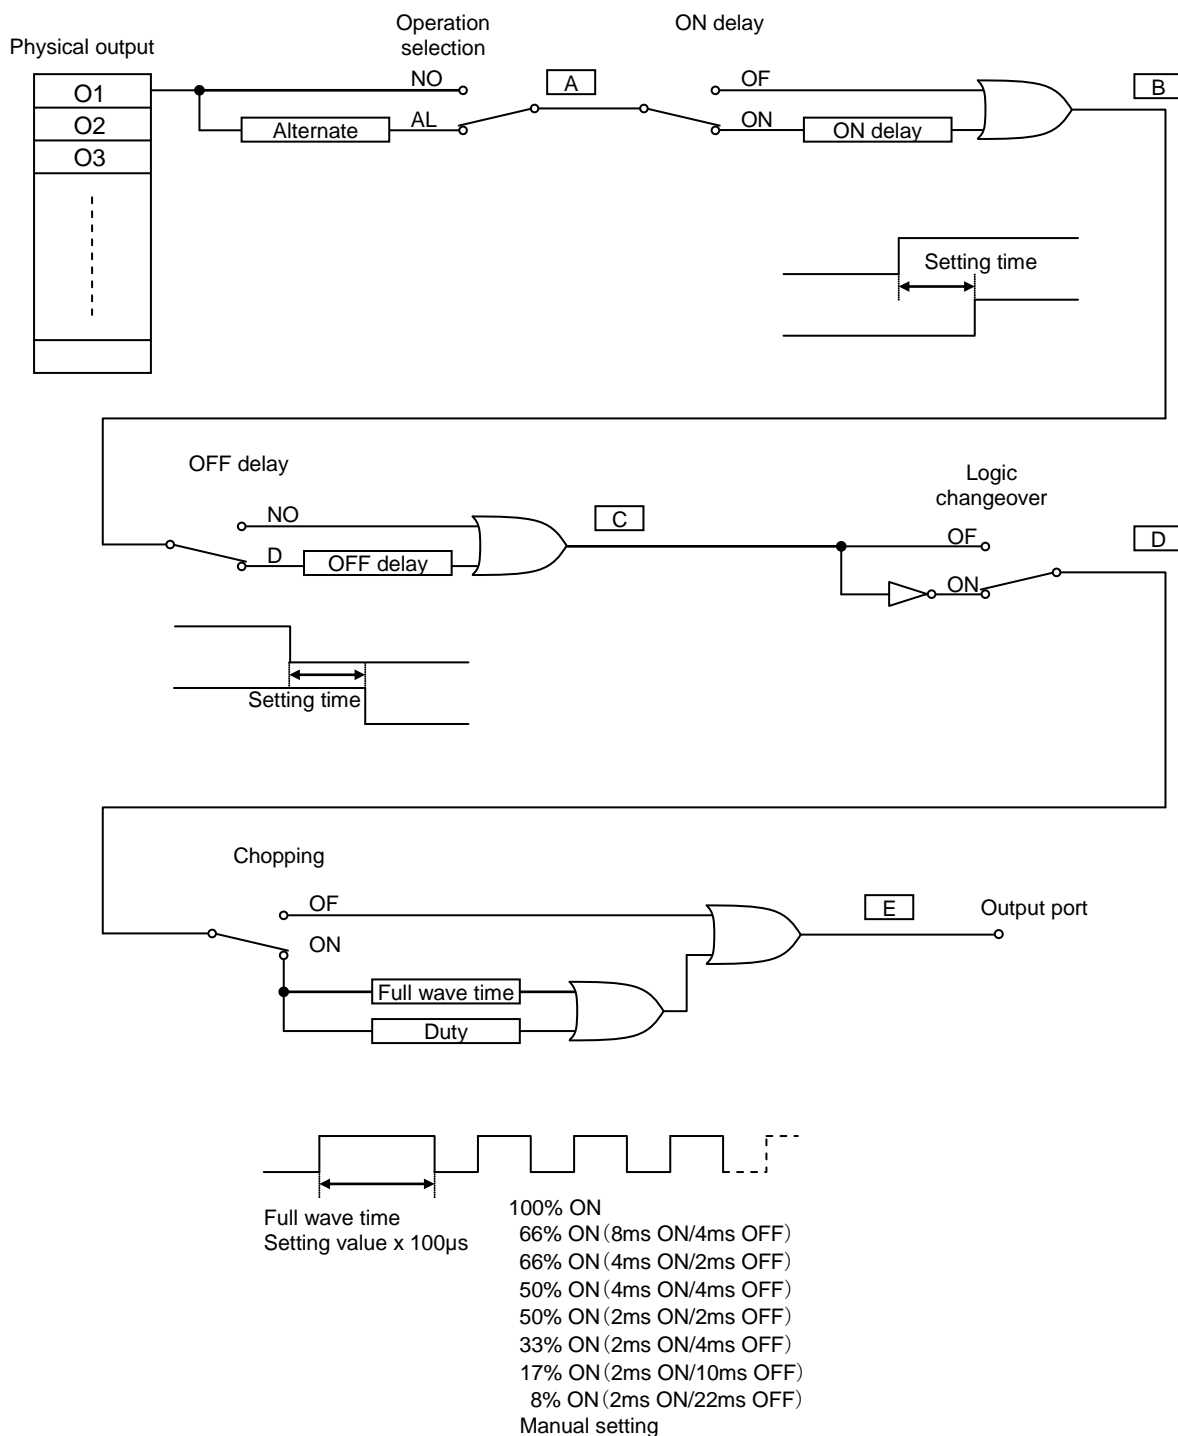 Physical output
O1
O2
O3
Operation
selection
NO
AL
Alternate
A
ON delay
OF
ON
ON delay
B
Setting time
OFF delay
NO
D
OFF delay
C
Logic
changeover
OF
ON
D
Setting time
Chopping
OF
ON
Full wave time
Duty
E
Output port
Full wave time
Setting value x 100µs
100% ON
66% ON（8ms ON/4ms OFF）
66% ON（4ms ON/2ms OFF）
50% ON（4ms ON/4ms OFF）
50% ON（2ms ON/2ms OFF）
33% ON（2ms ON/4ms OFF）
17% ON（2ms ON/10ms OFF）
8% ON（2ms ON/22ms OFF）
Manual setting